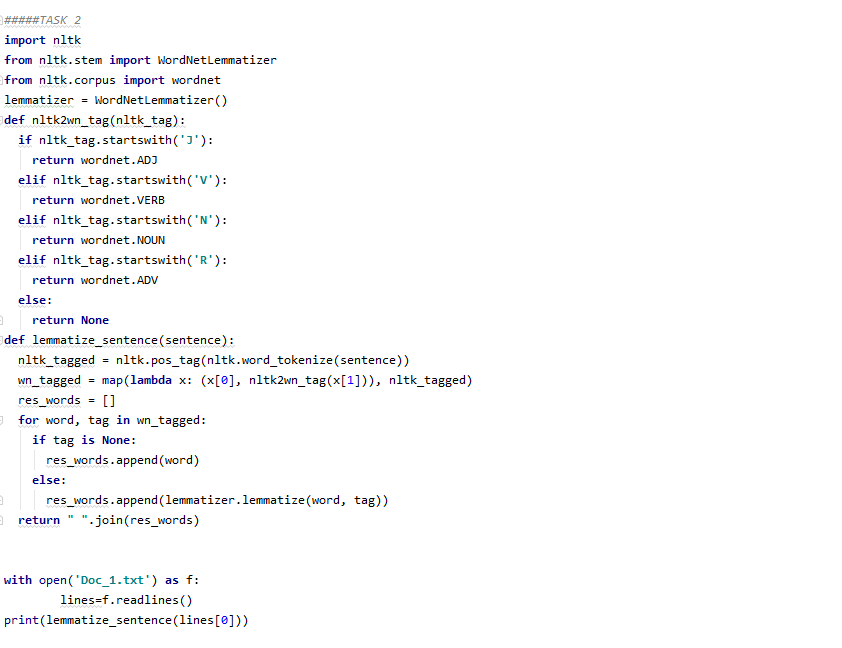 #####TASK 2
import nltk
from nltk.stem import WordNetLemmatizer
from nltk.corpus import wordnet
lemmatizer = WordNetLemmatizer()
def nltk2wn_tag(nltk_tag):
  if nltk_tag.startswith('J'):
    return wordnet.ADJ
  elif nltk_tag.startswith('V'):
    return wordnet.VERB
  elif nltk_tag.startswith('N'):
    return wordnet.NOUN
  elif nltk_tag.startswith('R'):
    return wordnet.ADV
  else:
    return None
def lemmatize_sentence(sentence):
  nltk_tagged = nltk.pos_tag(nltk.word_tokenize(sentence))
  wn_tagged = map(lambda x: (x[0], nltk2wn_tag(x[1])), nltk_tagged)
  res_words = []
  for word, tag in wn_tagged:
    if tag is None:
      res_words.append(word)
    else:
      res_words.append(lemmatizer.lemmatize(word, tag))
  return " ".join(res_words)
with open('Doc_1.txt') as f:
        lines=f.readlines()
print(lemmatize_sentence(lines[0]))